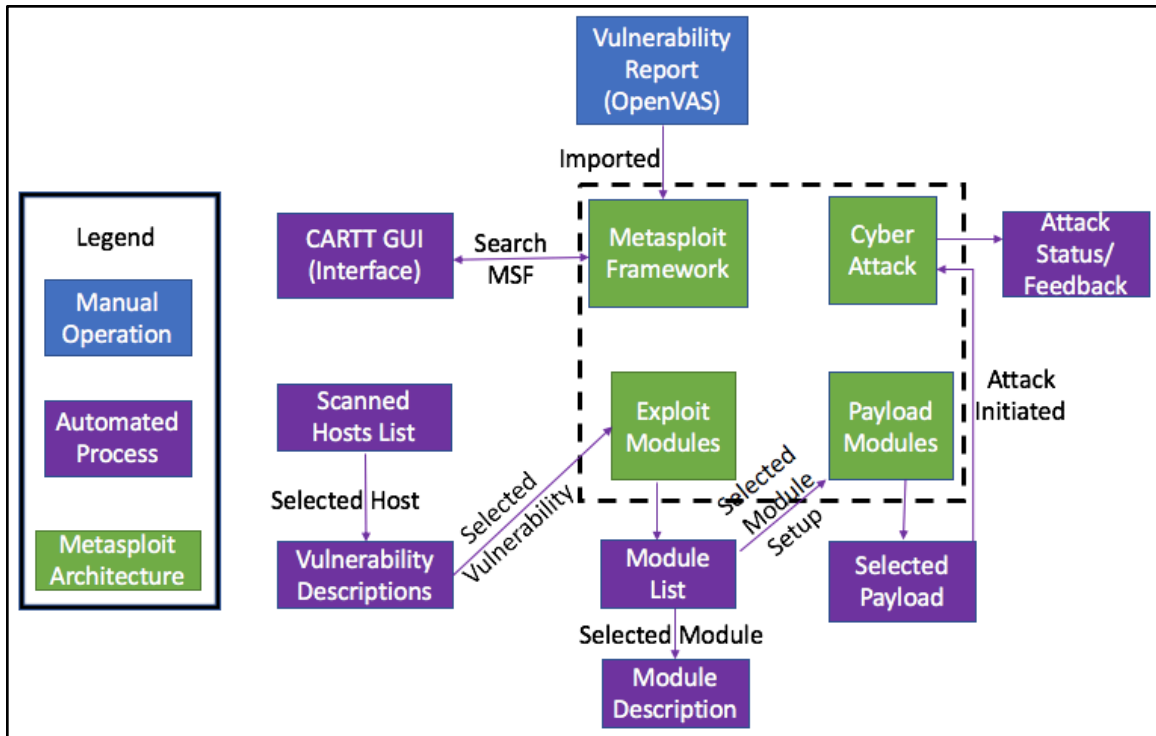 Vulnerability
Report
(OpenVAS)
Imported
Legend
Manual
Operation
Automated
Process
Metasploit
Architecture
CARTT GUI
(Interface)
Search
MSF
Metasploit
Framework
Cyber
Attack
Attack
Status/
Feedback
Scanned
Hosts List
Selected Host
Vulnerability
Descriptions
Selected
Vulnerability
Exploit
Modules
Selected
Module
Setup
Payload
Modules
Attack
Initiated
Module
List
Selected Module
Module
Description
Selected
Payload